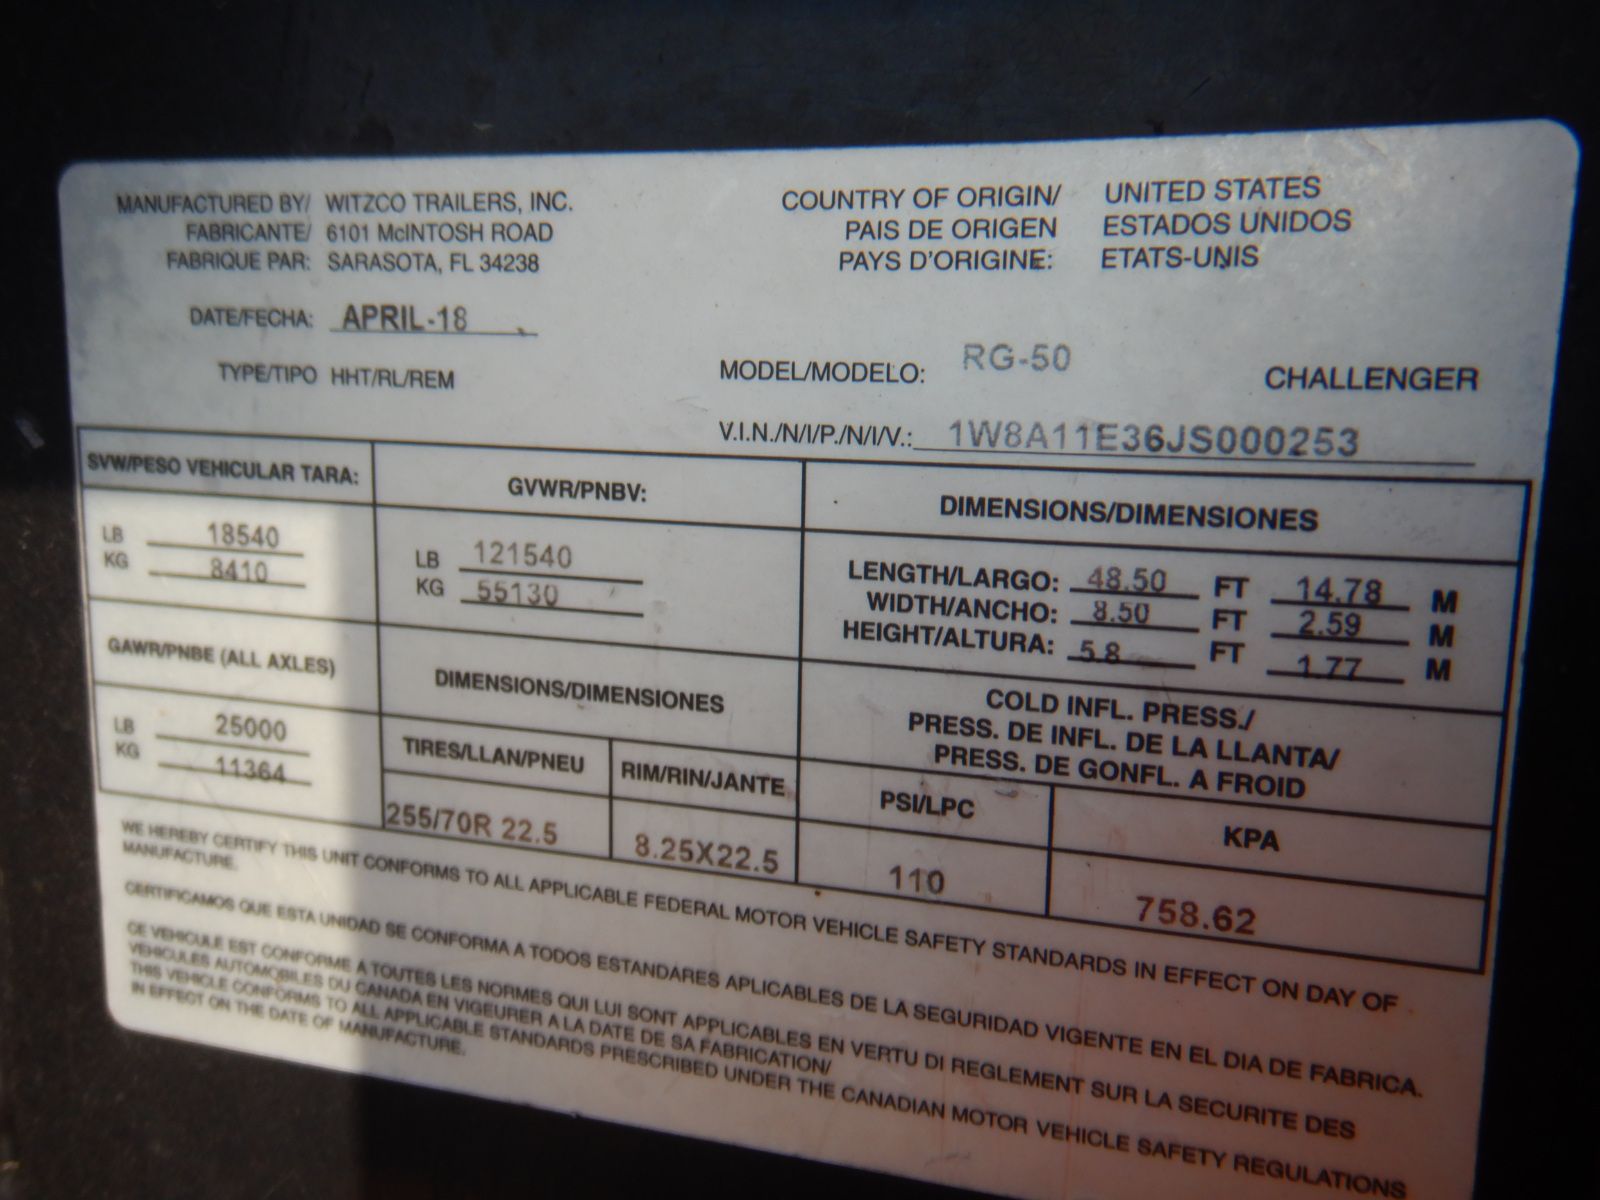 MANUFACTURED BY/ WITZCO TRAILERS, INC.
FABRICANTE/ 6101 McINTOSH ROAD
FABRIQUE PAR: SARASOTA, FL 34238
COUNTRY OF ORIGIN/ UNITED STATES
PAIS DE ORIGEN ESTADOS UNIDOS
PAYS D'ORIGINE: ETATS-UNIS
DATE/FECHA: APRIL-18
TYPE/TIPO HHT/RL/REM
MODEL/MODELO: RG-50 CHALLENGER
V.I.N./N/I/P./N/I/V.: 1W8A11E36JS000253
SVW/PESO VEHICULAR TARA:
LB 18540
KG 8410
GVWR/PNBV:
LB 121540
KG 55130
DIMENSIONS/DIMENSIONES
LENGTH/LARGO: 48.50 FT 14.78 M
WIDTH/ANCHO: 8.50 FT 2.59 M
HEIGHT/ALTURA: 5.8 FT 1.77 M
GAWR/PNBE (ALL AXLES)
LB 25000
KG 11364
DIMENSIONS/DIMENSIONES
TIRES/LLAN/PNEU RIM/RIN/JANTE
255/70R 22.5 8.25X22.5
COLD INFL. PRESS./
PRESS. DE INFL. DE LA LLANTA/
PRESS. DE GONFL. A FROID
PSI/LPC KPA
110 758.62
WE HEREBY CERTIFY THIS UNIT CONFORMS TO ALL APPLICABLE FEDERAL MOTOR VEHICLE SAFETY STANDARDS IN EFFECT ON DAY OF
MANUFACTURE.
CERTIFICAMOS QUE ESTA UNIDAD SE CONFORMA A TODOS ESTANDARES APLICABLES DE LA SEGURIDAD VIGENTE EN EL DIA DE FABRICA.
CE VEHICULE EST CONFORME A TOUTES LES NORMES QUI LUI SONT APPLICABLES EN VERTU DI REGLEMENT SUR LA SECURITE DES
VEHICULES AUTOMOBILES DU CANADA EN VIGEURER A LA DATE DE SA FABRICATION/
THIS VEHICLE CONFORMS TO ALL APPLICABLE STANDARDS PRESCRIBED UNDER THE CANADIAN MOTOR VEHICLE SAFETY REGULATIONS
IN EFFECT ON THE DATE OF MANUFACTURE.